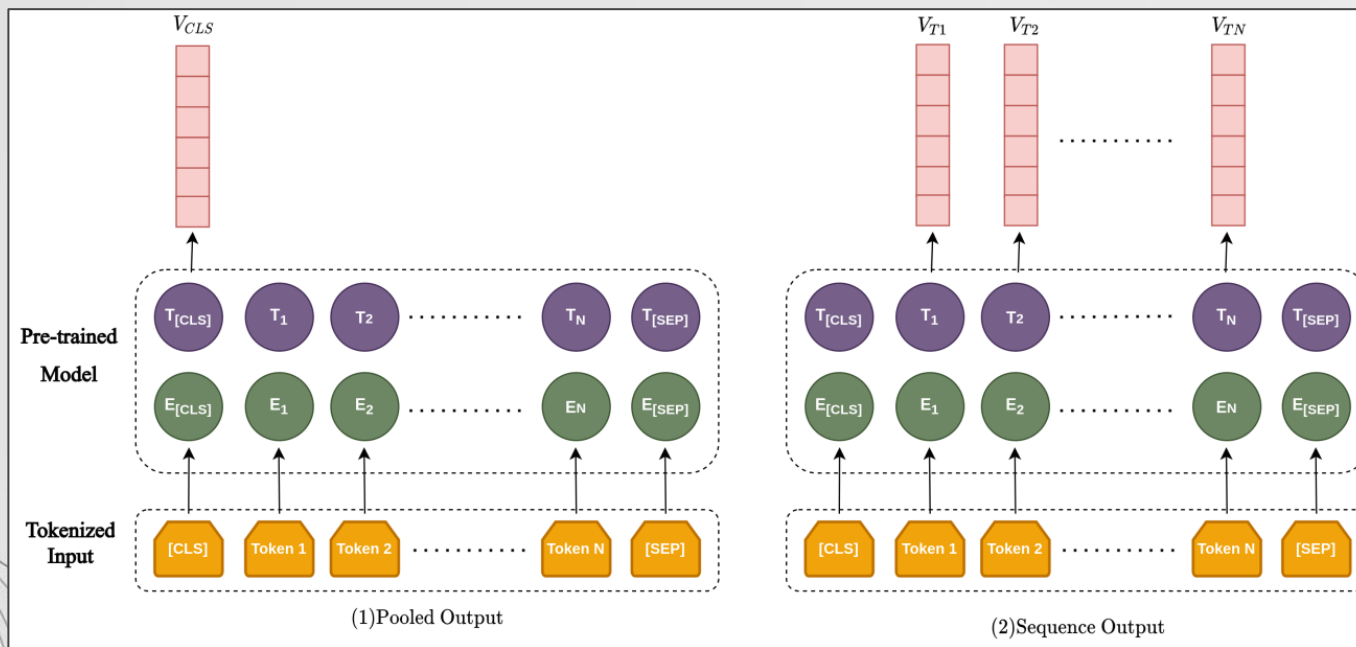 V_CLS
V_T1 V_T2 V_TN
T[CLS] T1 T2 ............ TN T[SEP]
T[CLS] T1 T2 ............ TN T[SEP]
Pre-trained
Model
E[CLS] E1 E2 ............ EN E[SEP]
E[CLS] E1 E2 ............ EN E[SEP]
Tokenized
Input
[CLS] Token 1 Token 2 ............ Token N [SEP]
[CLS] Token 1 Token 2 ............ Token N [SEP]
(1)Pooled Output
(2)Sequence Output